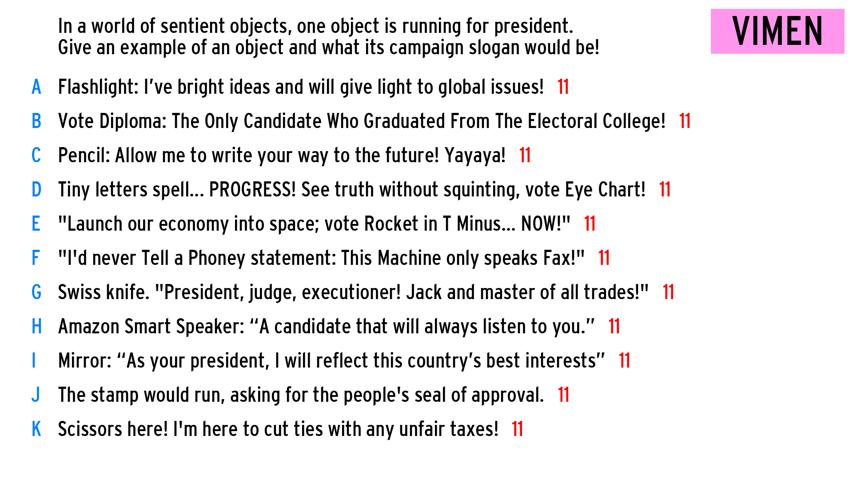 In a world of sentient objects, one object is running for president.
Give an example of an object and what its campaign slogan would be!
VIMEN
A Flashlight: I’ve bright ideas and will give light to global issues! 11
B Vote Diploma: The Only Candidate Who Graduated From The Electoral College! 11
C Pencil: Allow me to write your way to the future! Yayaya! 11
D Tiny letters spell... PROGRESS! See truth without squinting, vote Eye Chart! 11
E "Launch our economy into space; vote Rocket in T Minus... NOW!" 11
F "I'd never Tell a Phoney statement: This Machine only speaks Fax!" 11
G Swiss knife. "President, judge, executioner! Jack and master of all trades!" 11
H Amazon Smart Speaker: “A candidate that will always listen to you.” 11
I Mirror: “As your president, I will reflect this country’s best interests” 11
J The stamp would run, asking for the people's seal of approval. 11
K Scissors here! I'm here to cut ties with any unfair taxes! 11